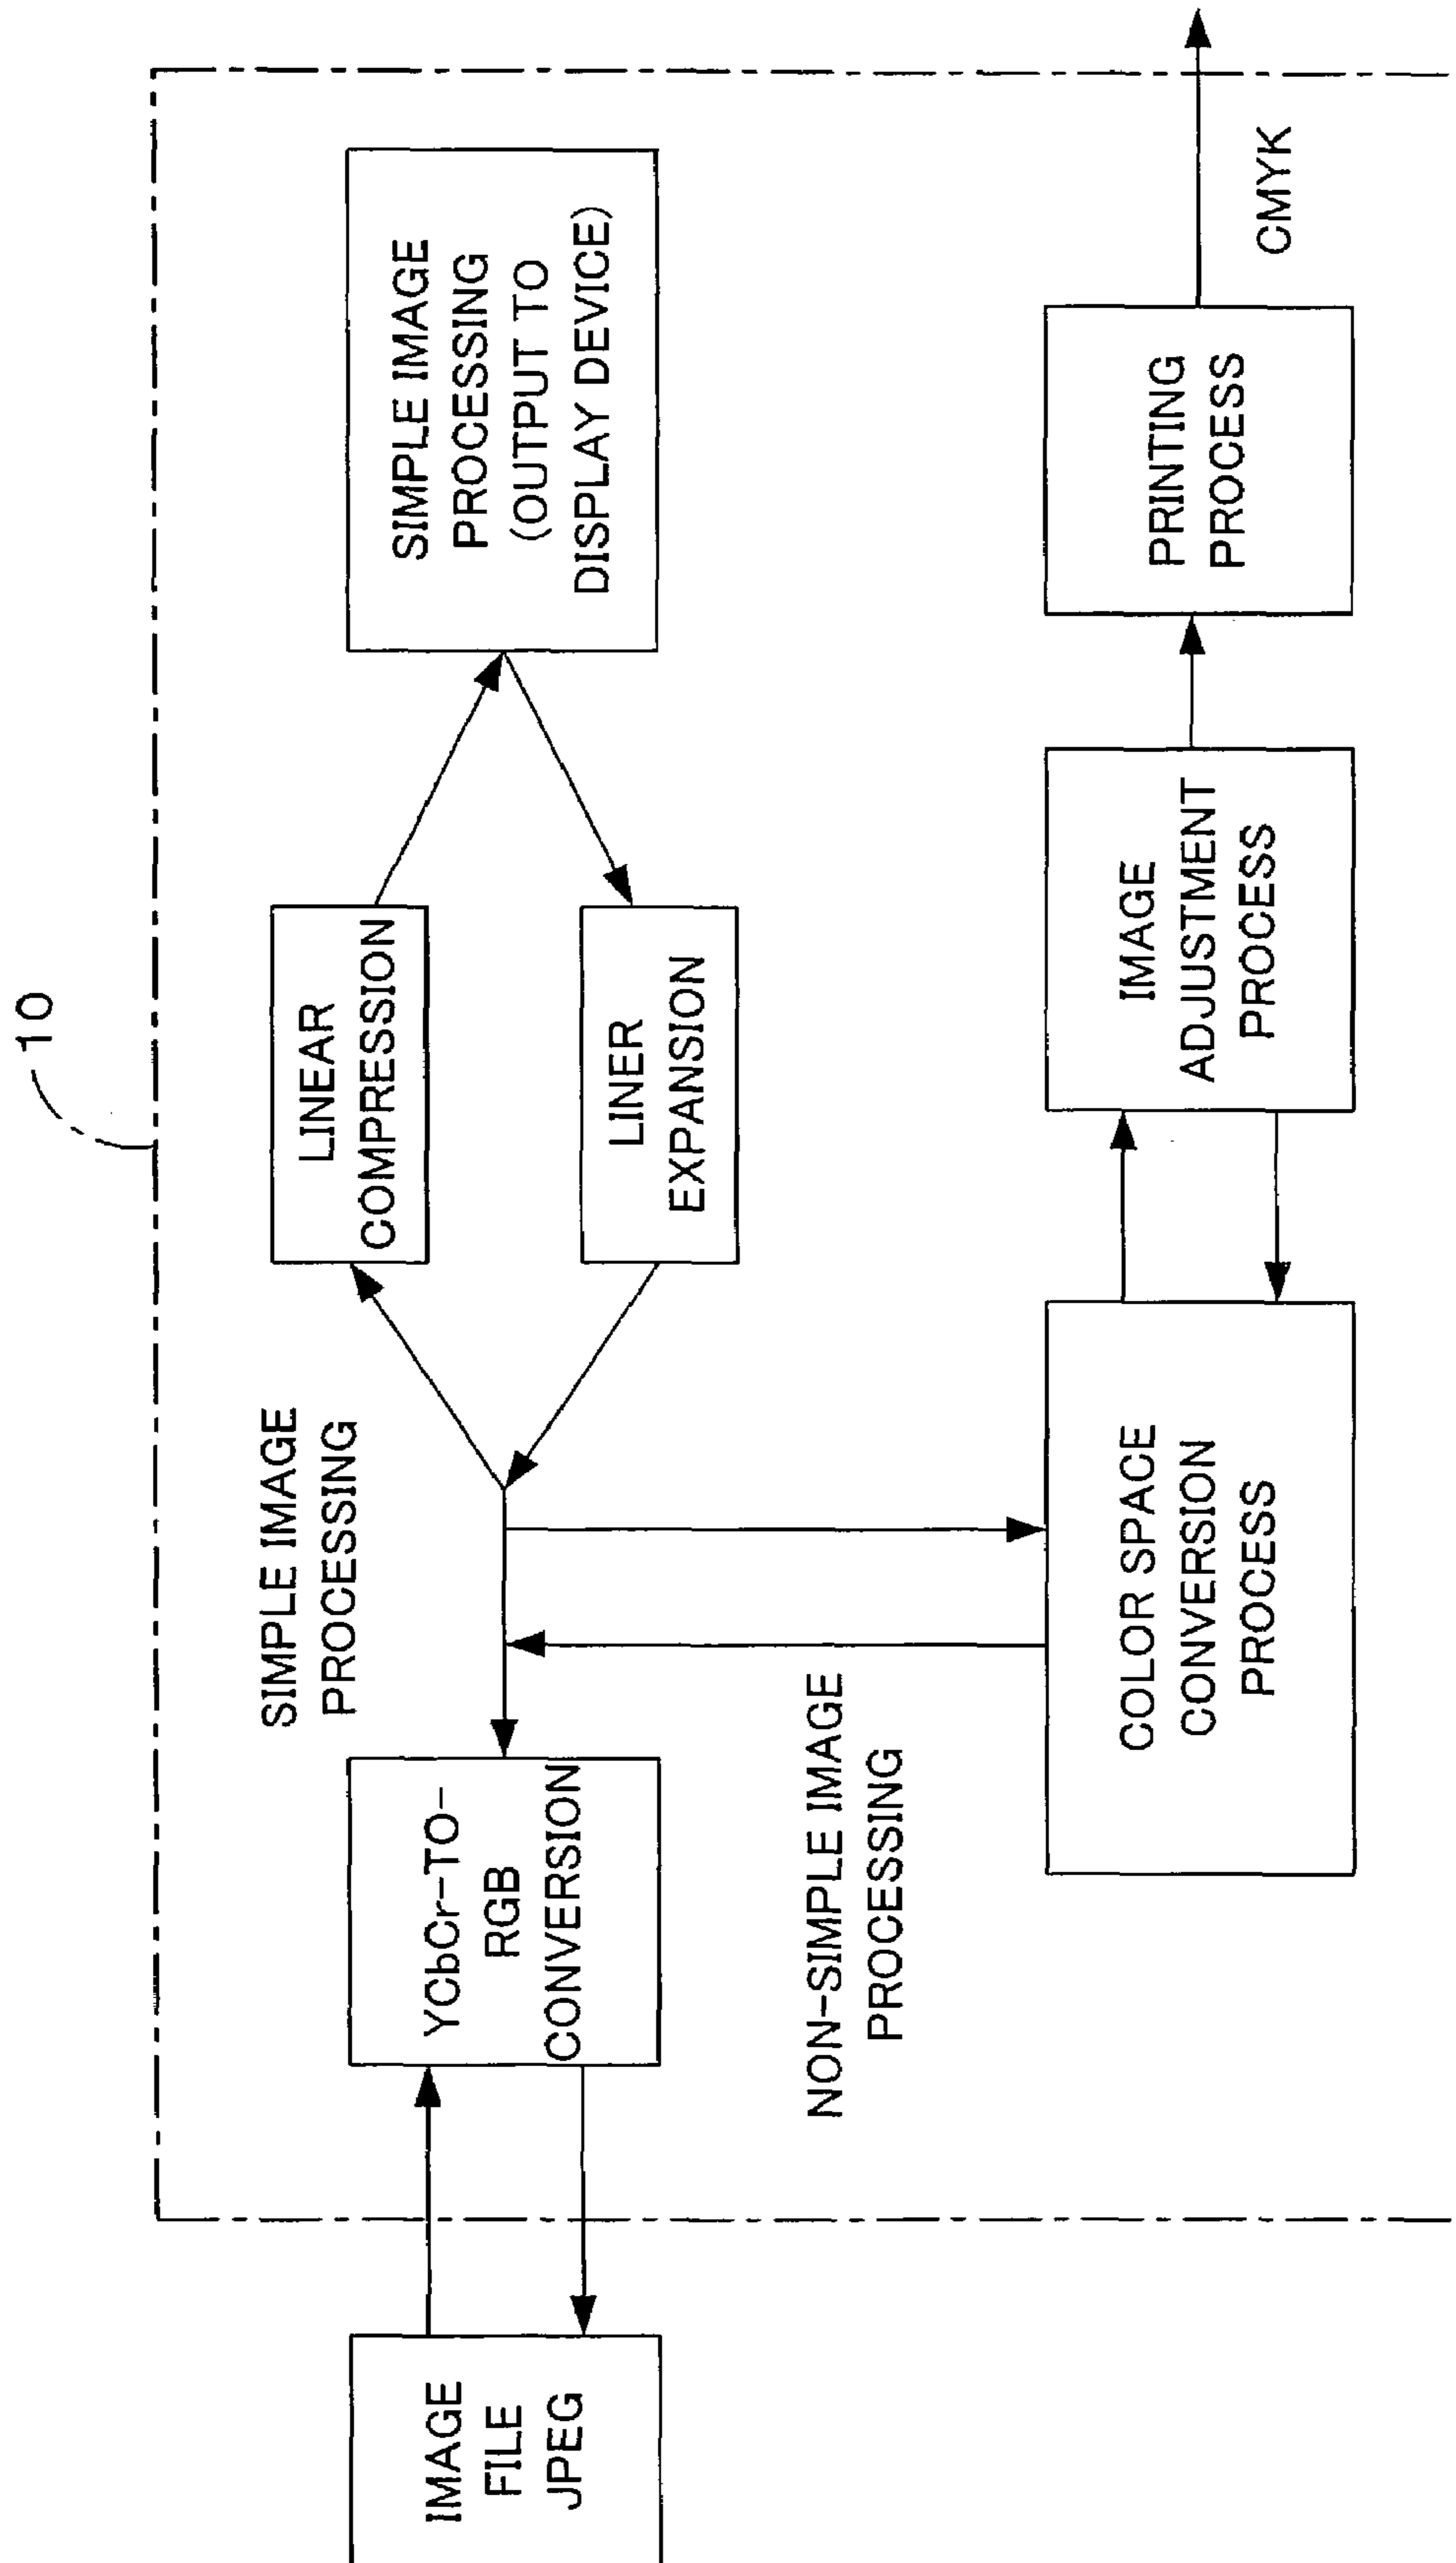 10
IMAGE
FILE
JPEG
YCbCr-TO-
RGB
CONVERSION
SIMPLE IMAGE
PROCESSING
LINEAR
COMPRESSION
LINER
EXPANSION
SIMPLE IMAGE
PROCESSING
(OUTPUT TO
DISPLAY DEVICE)
NON-SIMPLE IMAGE
PROCESSING
COLOR SPACE
CONVERSION
PROCESS
IMAGE
ADJUSTMENT
PROCESS
PRINTING
PROCESS
CMYK